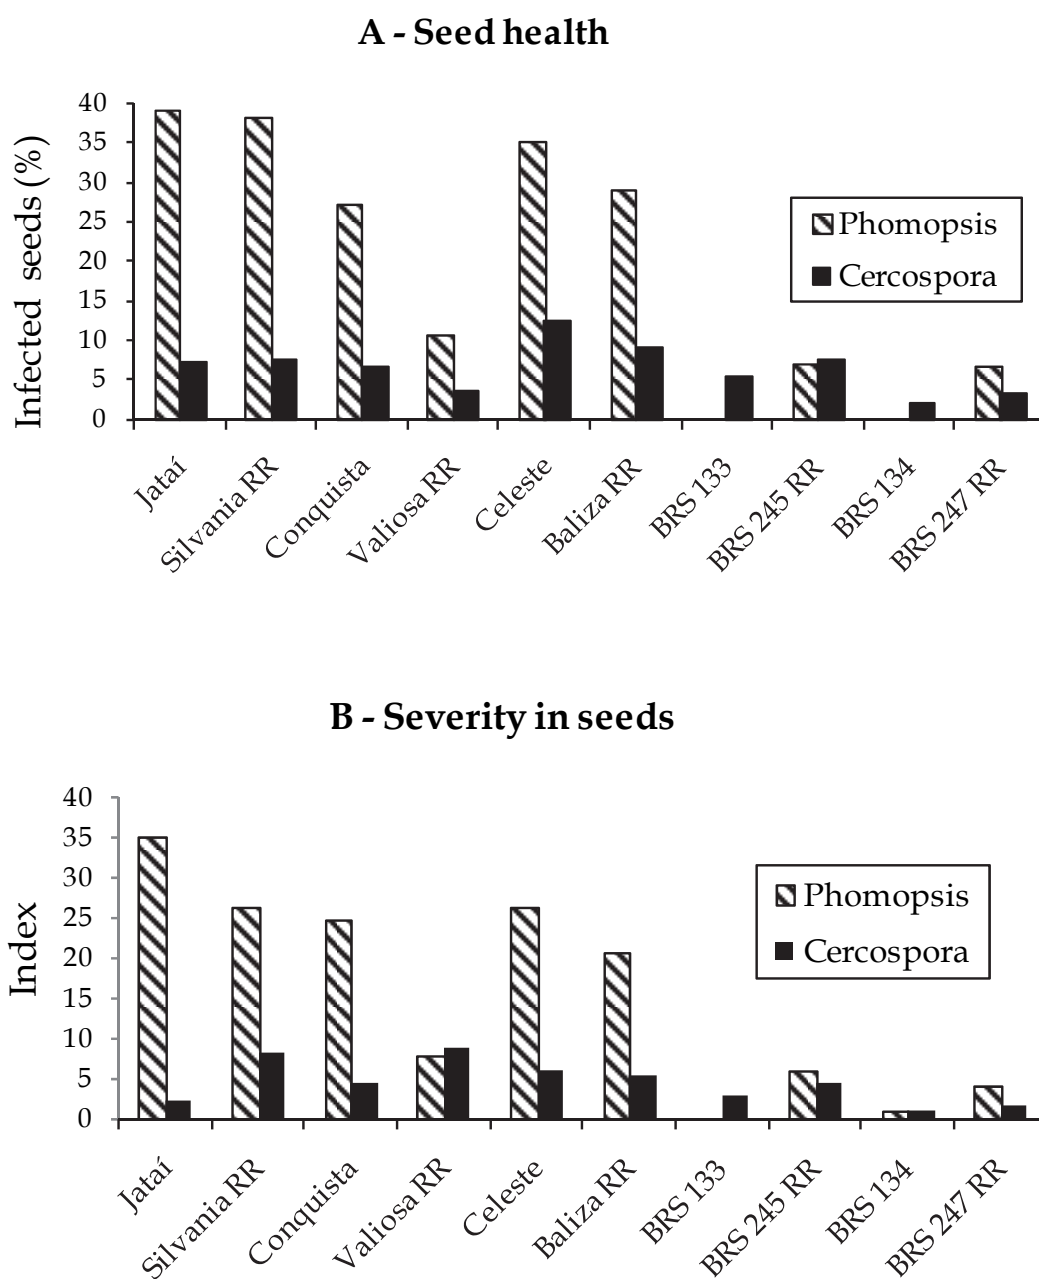 A - Seed health
Infected seeds (%)
40
35
30
25
20
15
10
5
0
Phomopsis
Cercospora
Jataí
Silvania RR
Conquista
Valiosa RR
Celeste
Baliza RR
BRS 133
BRS 245 RR
BRS 134
BRS 247 RR
B - Severity in seeds
Index
40
35
30
25
20
15
10
5
0
Phomopsis
Cercospora
Jataí
Silvania RR
Conquista
Valiosa RR
Celeste
Baliza RR
BRS 133
BRS 245 RR
BRS 134
BRS 247 RR